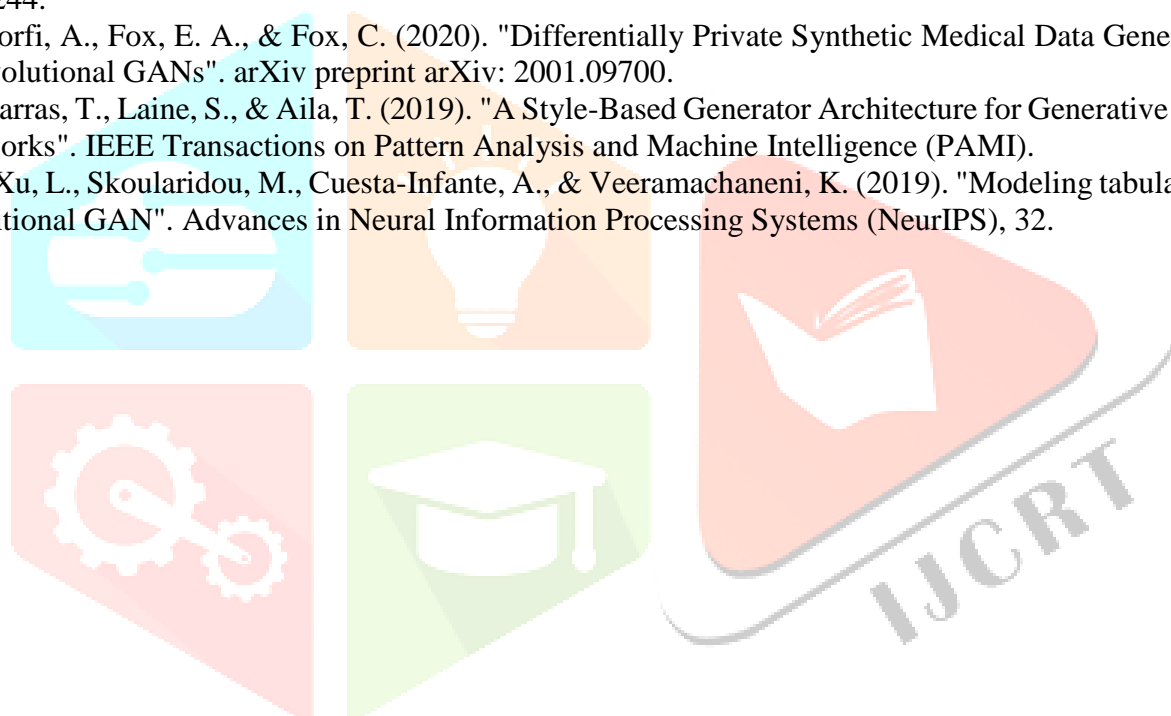 244.
orfi, A., Fox, E. A., & Fox, C. (2020). "Differentially Private Synthetic Medical Data Gene
volutional GANs". arXiv preprint arXiv: 2001.09700.
arras, T., Laine, S., & Aila, T. (2019). "A Style-Based Generator Architecture for Generative
orks". IEEE Transactions on Pattern Analysis and Machine Intelligence (PAMI).
Xu, L., Skoularidou, M., Cuesta-Infante, A., & Veeramachaneni, K. (2019). "Modeling tabula
itional GAN". Advances in Neural Information Processing Systems (NeurIPS), 32.
IJCRT